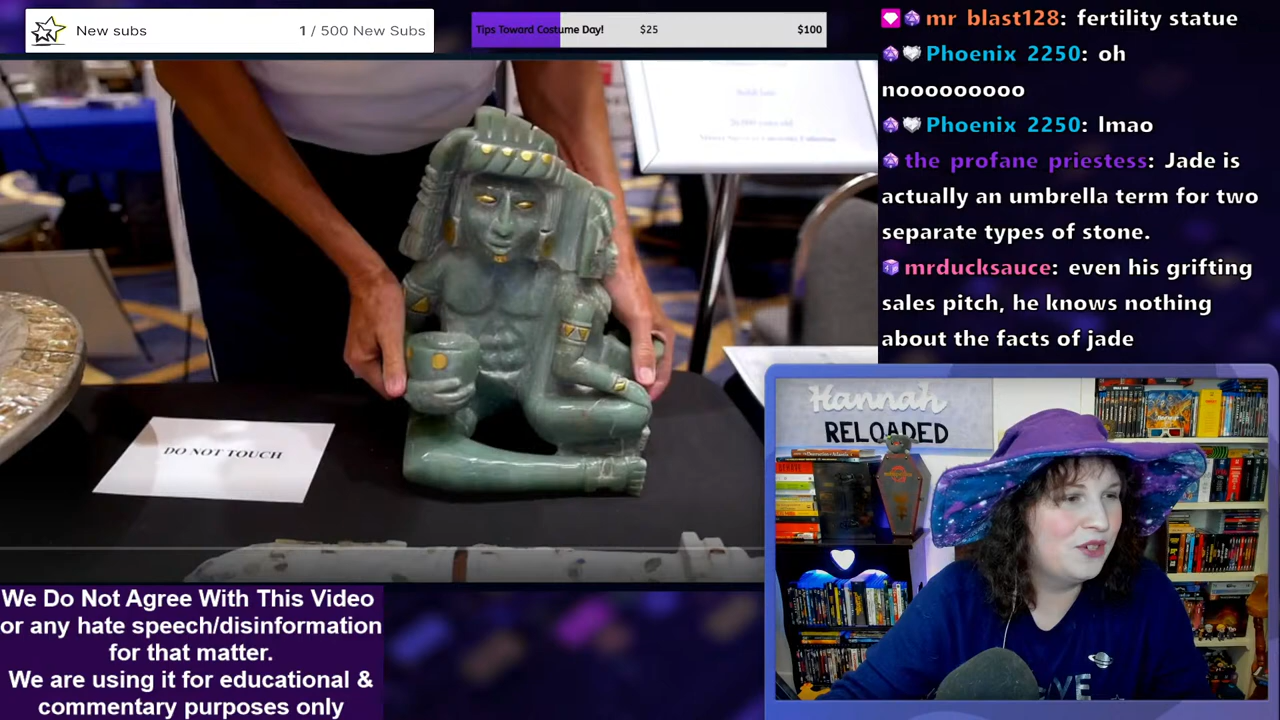 New subs
1 / 500 New Subs
Tips Toward Costume Day!
$25
$100
mr blast128: fertility statue
Phoenix 2250: oh
nooooooooo
Phoenix 2250: lmao
the profane priestess: Jade is
actually an umbrella term for two
separate types of stone.
mrducksauce: even his grifting
sales pitch, he knows nothing
about the facts of jade
DO NOT TOUCH
Hannah
RELOADED
We Do Not Agree With This Video
or any hate speech/disinformation
for that matter.
We are using it for educational &
commentary purposes only